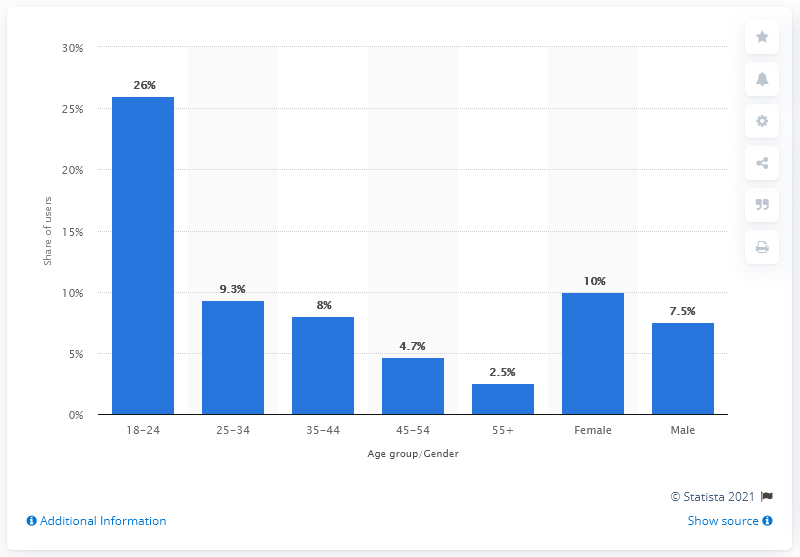 30%
25%
20%
15%
10%
5%
0%
Share of users
26%
9.3%
8%
4.7%
2.5%
10%
7.5%
18–24
25–34
35–44
45–54
55+
Female
Male
Age group/Gender
© Statista 2021
Additional Information
Show source